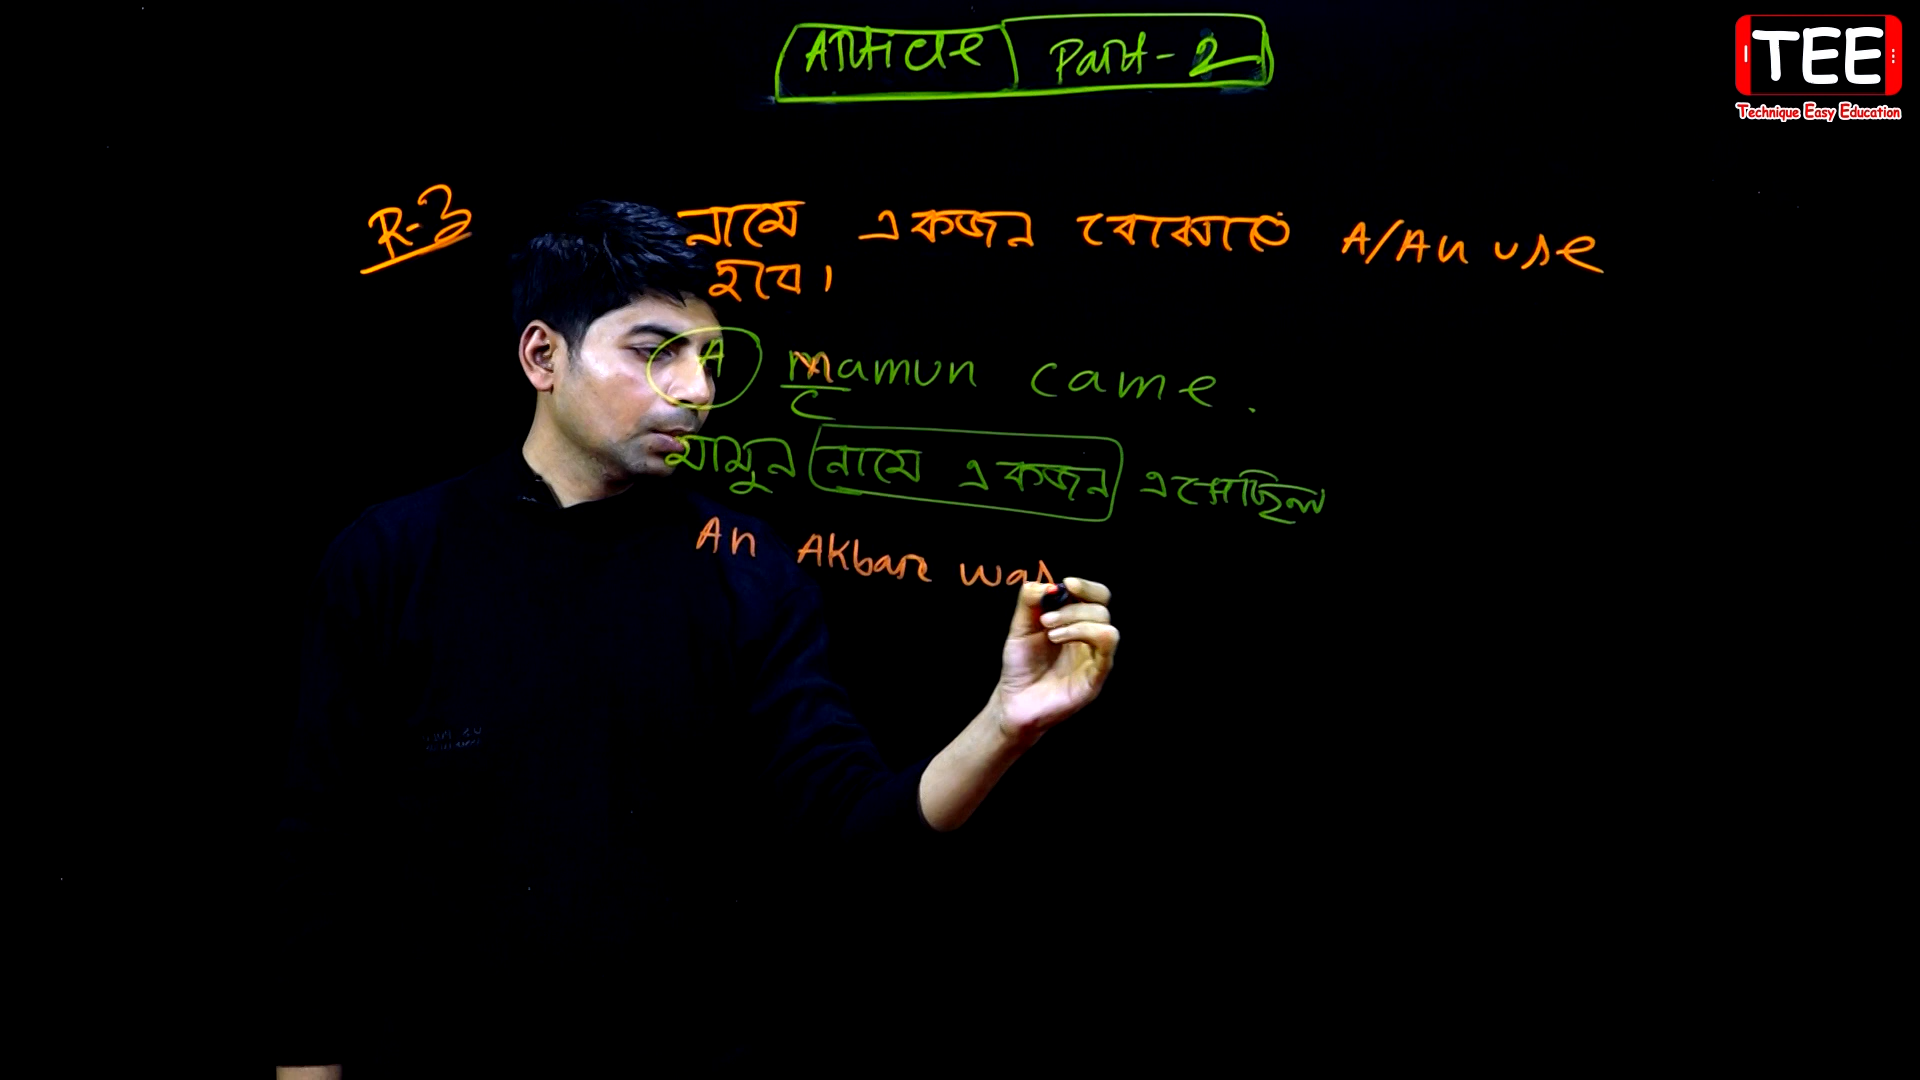 Article Part-2
TEE
Technique Easy Education
R-3 নামে একজন বোঝাতে A/An use
হবে।
A Mamun came.
C
মামুন নামে একজন এসেছিল
An Akbar was